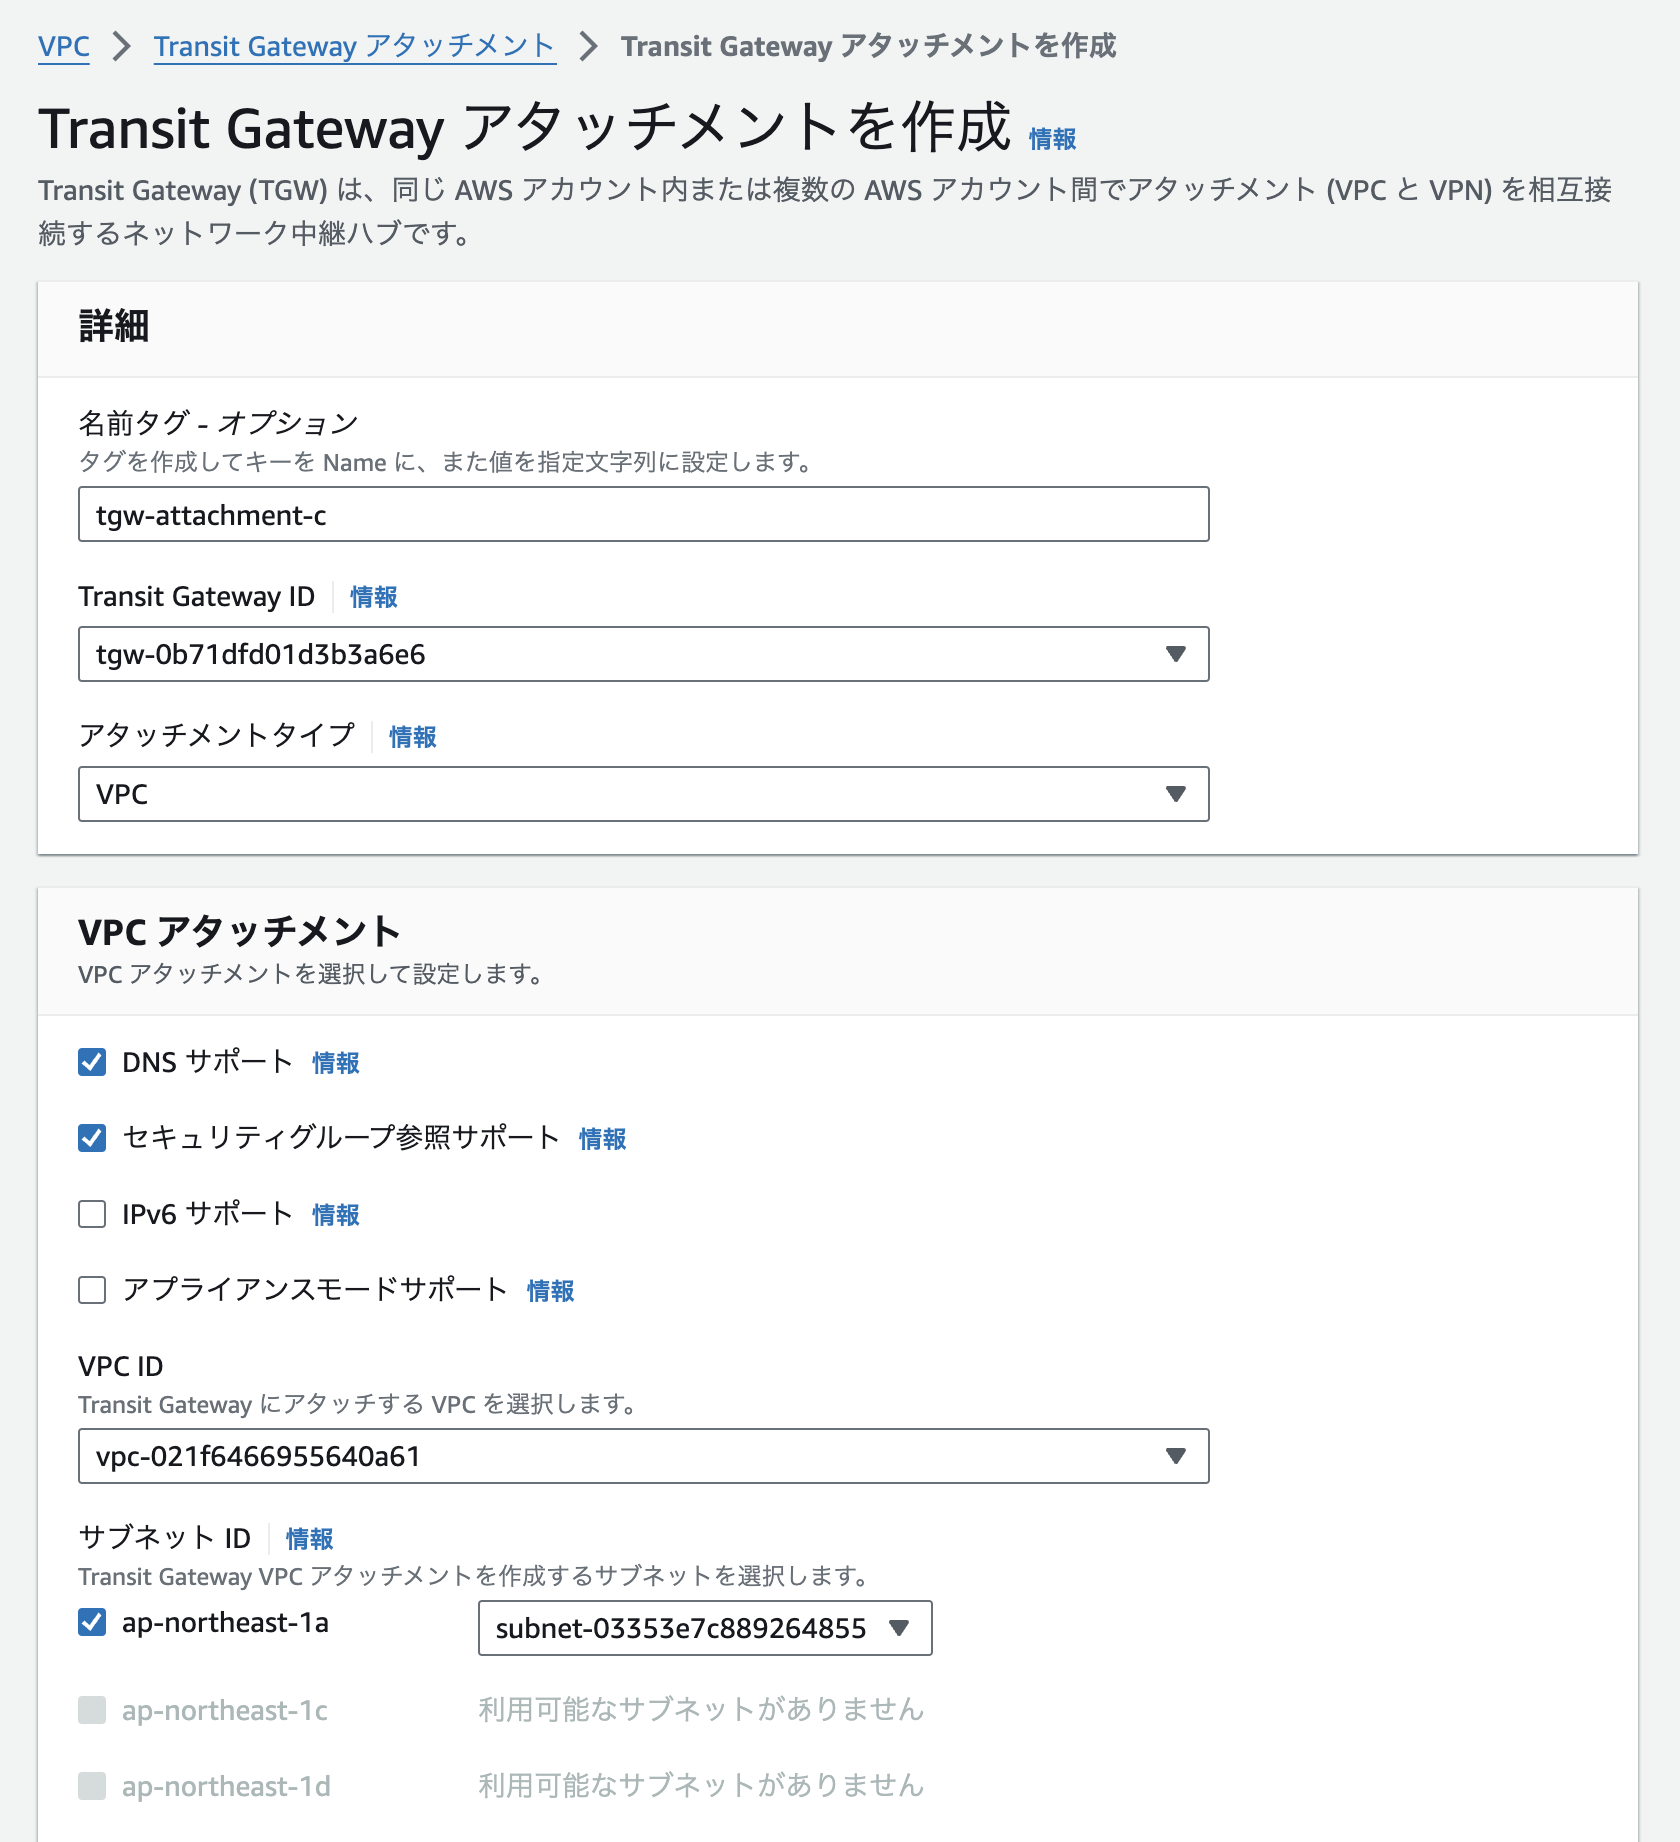 VPC > Transit Gateway アタッチメント > Transit Gateway アタッチメントを作成
Transit Gateway アタッチメントを作成 情報
Transit Gateway (TGW) は、同じ AWS アカウント内または複数の AWS アカウント間でアタッチメント (VPC と VPN) を相互接
続するネットワーク中継ハブです。
詳細
名前タグ - オプション
タグを作成してキーを Name に、また値を指定文字列に設定します。
tgw-attachment-c
Transit Gateway ID 情報
tgw-0b71dfd01d3b3a6e6
アタッチメントタイプ 情報
VPC
VPC アタッチメント
VPC アタッチメントを選択して設定します。
DNS サポート 情報
セキュリティグループ参照サポート 情報
IPv6 サポート 情報
アプライアンスモードサポート 情報
VPC ID
Transit Gateway にアタッチする VPC を選択します。
vpc-021f6466955640a61
サブネット ID 情報
Transit Gateway VPC アタッチメントを作成するサブネットを選択します。
ap-northeast-1a subnet-03353e7c889264855
ap-northeast-1c 利用可能なサブネットがありません
ap-northeast-1d 利用可能なサブネットがありません